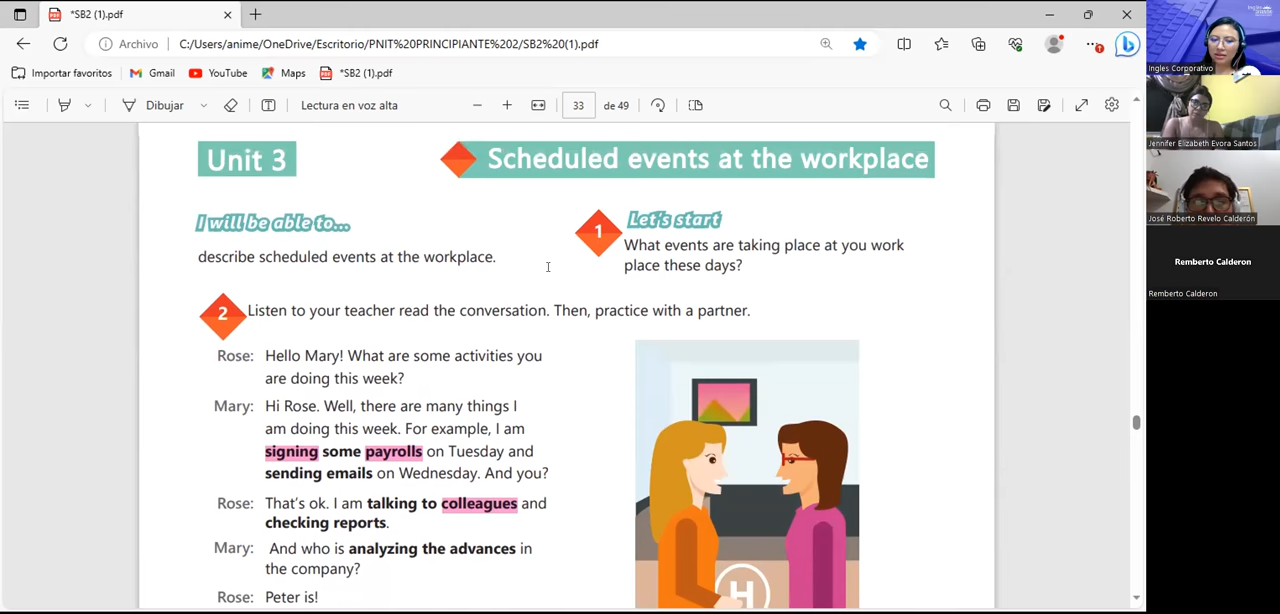 *SB2 (1).pdf
Archivo
C:/Users/anime/OneDrive/Escritorio/PNIT%20PRINCIPIANTE%202/SB2%20(1).pdf
Importar favoritos
Gmail
YouTube
Maps
*SB2 (1).pdf
Dibujar
Lectura en voz alta
33
de 49
Unit 3
Scheduled events at the workplace
I will be able to...
describe scheduled events at the workplace.
1
Let's start
What events are taking place at you work
place these days?
2
Listen to your teacher read the conversation. Then, practice with a partner.
Rose: Hello Mary! What are some activities you
are doing this week?
Mary: Hi Rose. Well, there are many things I
am doing this week. For example, I am
signing some payrolls on Tuesday and
sending emails on Wednesday. And you?
Rose: That's ok. I am talking to colleagues and
checking reports.
Mary: And who is analyzing the advances in
the company?
Rose: Peter is!
H
Ingles Corporativo
Jennifer Elizabeth Evora Santos
José Roberto Revelo Calderón
Remberto Calderon
Remberto Calderon